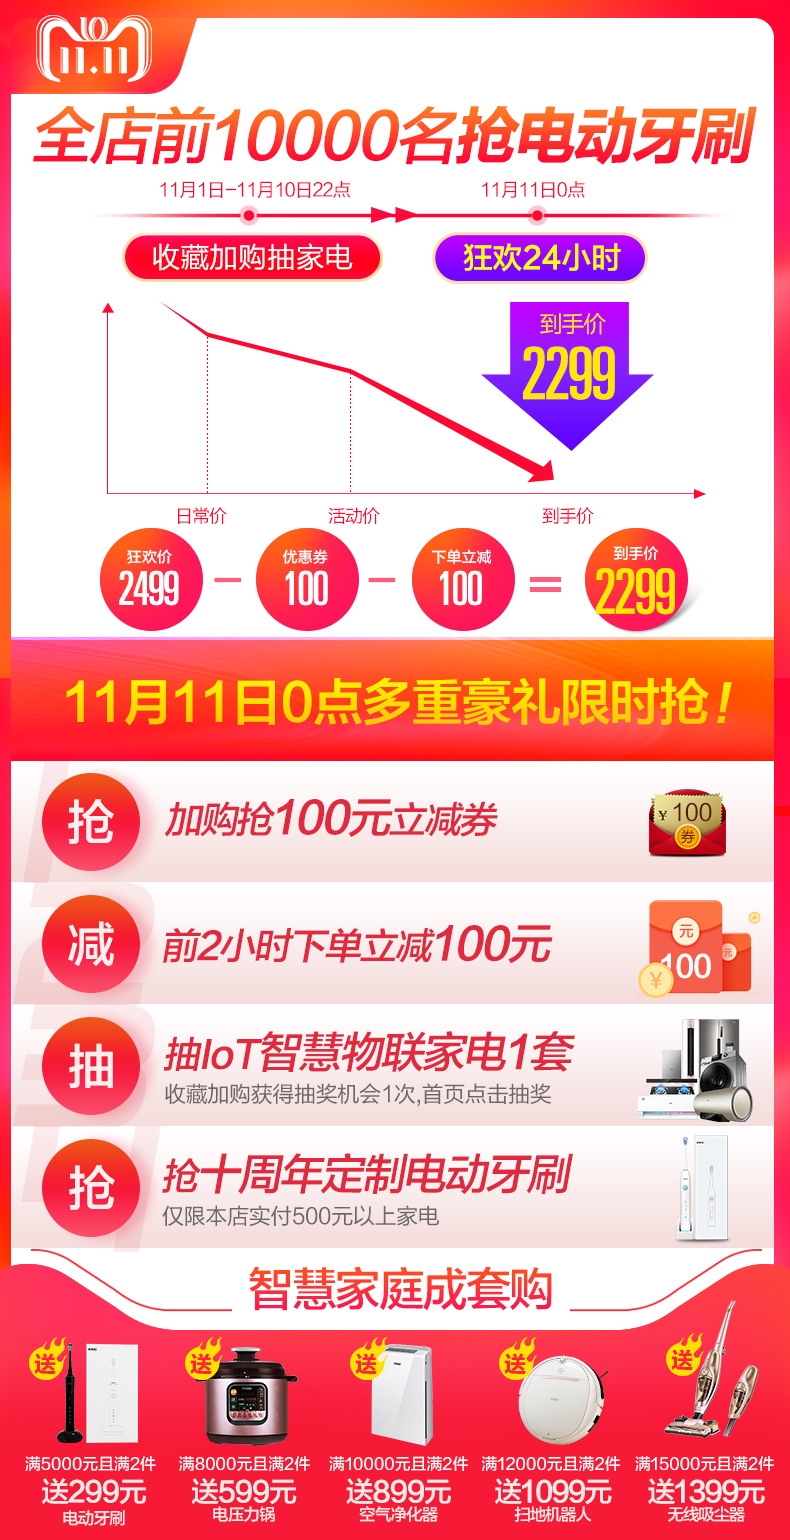 10
11.11
全店前10000名抢电动牙刷
11月1日-11月10日22点
11月11日0点
收藏加购抽家电
狂欢24小时
到手价
2299
日常价
活动价
到手价
狂欢价
2499
优惠券
100
下单立减
100
到手价
2299
11月11日0点多重豪礼限时抢!
抢
加购抢100元立减券
¥100
券
减
前2小时下单立减100元
元
100
¥
元
抽
抽IoT智慧物联家电1套
收藏加购获得抽奖机会1次,首页点击抽奖
抢
抢十周年定制电动牙刷
仅限本店实付500元以上家电
智慧家庭成套购
送
送
送
送
送
满5000元且满2件
送299元
电动牙刷
满8000元且满2件
送599元
电压力锅
满10000元且满2件
送899元
空气净化器
满12000元且满2件
送1099元
扫地机器人
满15000元且满2件
送1399元
无线吸尘器